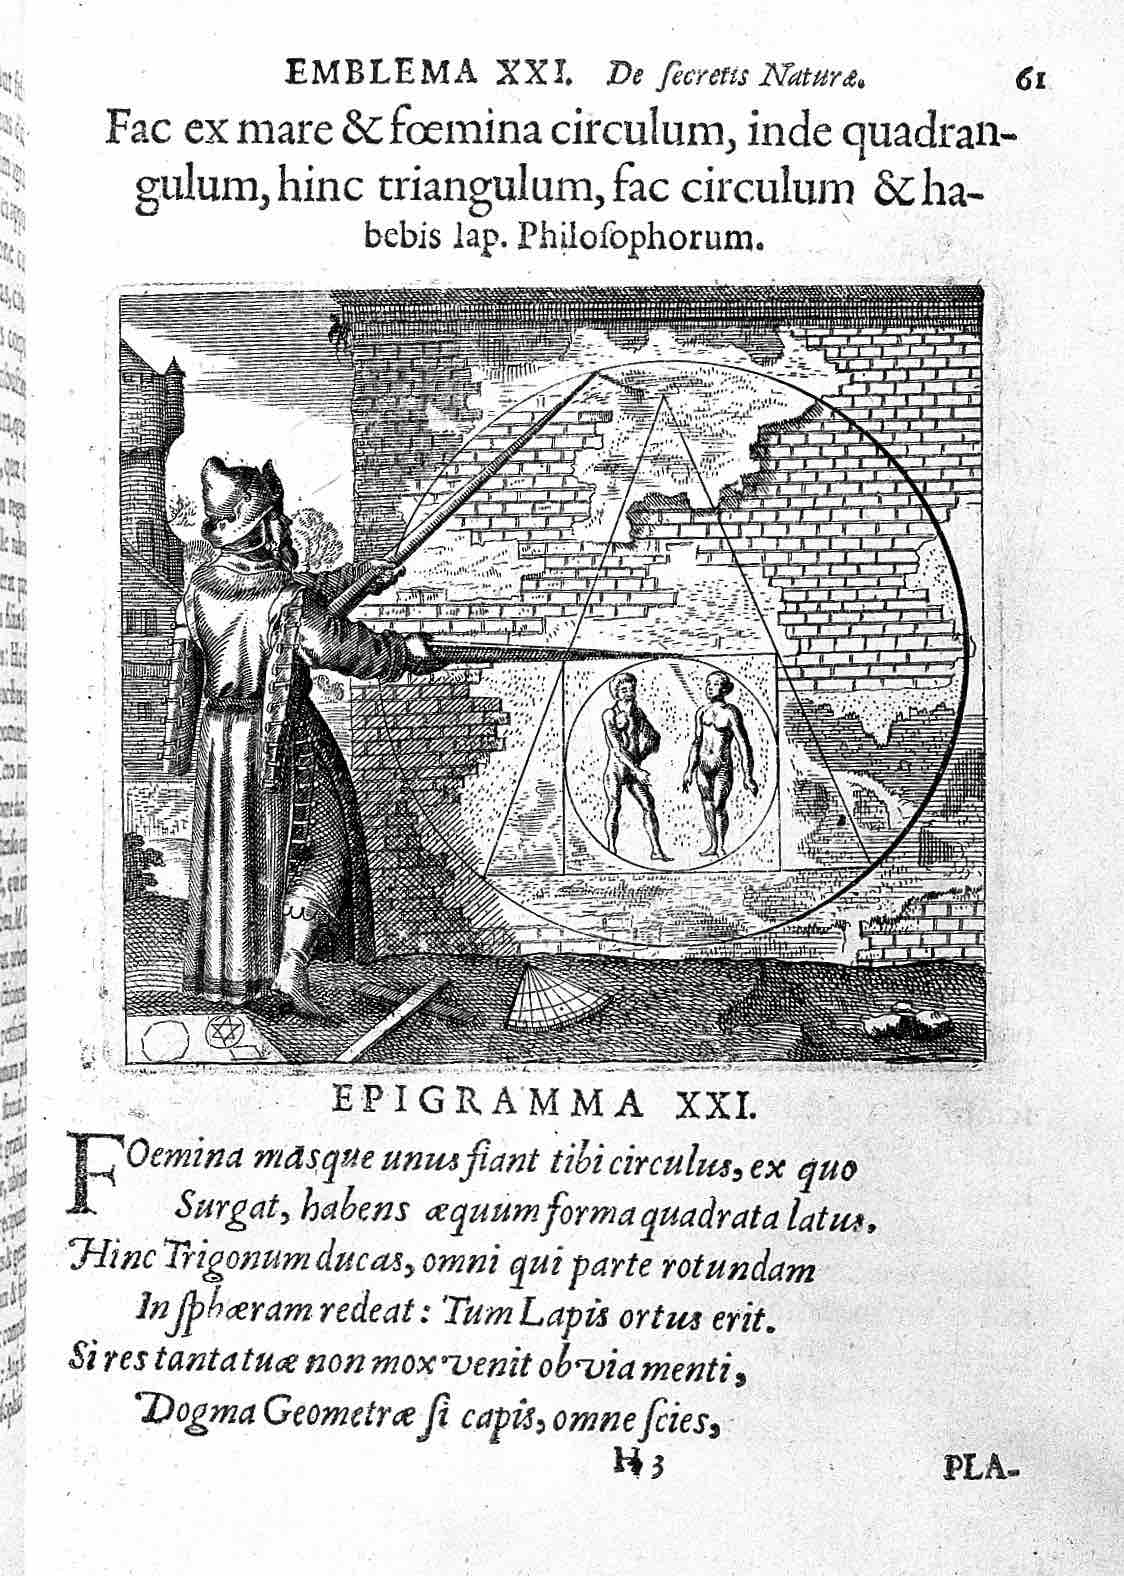 EMBLEMA XXI. De ſecretis Naturæ. 61
Fac ex mare & fœmina circulum, inde quadran-
gulum, hinc triangulum, fac circulum & ha-
bebis lap. Philoſophorum.
EPIGRAMMA XXI.
FOemina masque unus fiant tibi circulus, ex quo
Surgat, habens æquum forma quadrata latus.
Hinc Trigonum ducas, omni qui parte rotundam
In ſphæram redeat: Tum Lapis ortus erit.
Si res tanta tuæ non mox venit obvia menti,
Dogma Geometræ ſi capis, omne ſcies,
H 3 PLA-